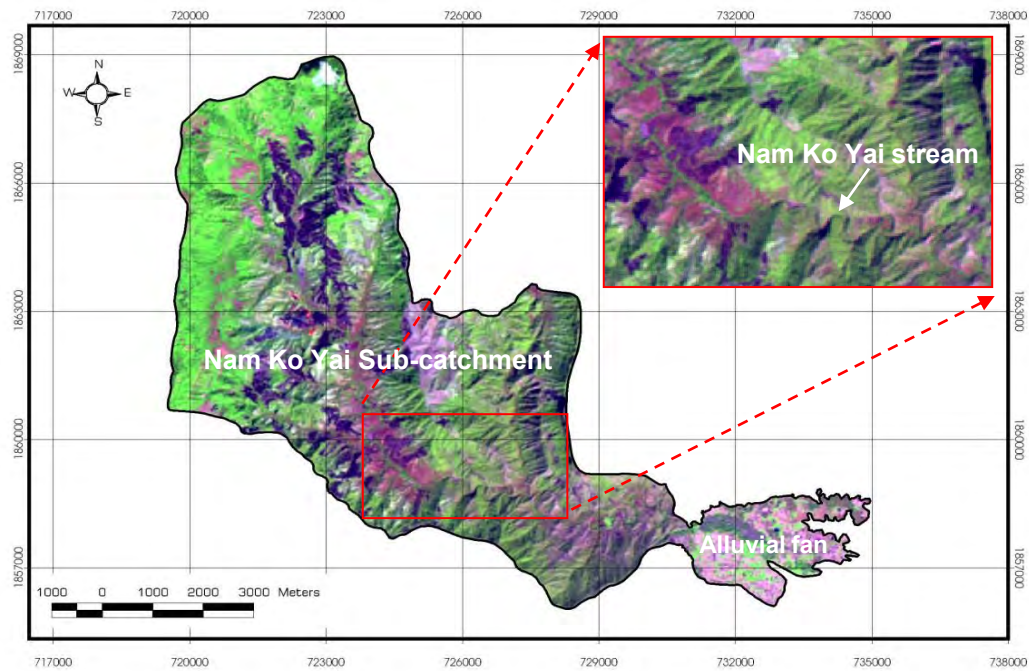 717000 720000 723000 726000 729000 732000 735000 738000
1869000 1869000
N
W E
S
Nam Ko Yai stream
1866000 1866000
1863000 1863000
Nam Ko Yai Sub-catchment
1860000 1860000
Alluvial fan
1857000 1857000
1000 0 1000 2000 3000 Meters
717000 720000 723000 726000 729000 732000 735000 738000